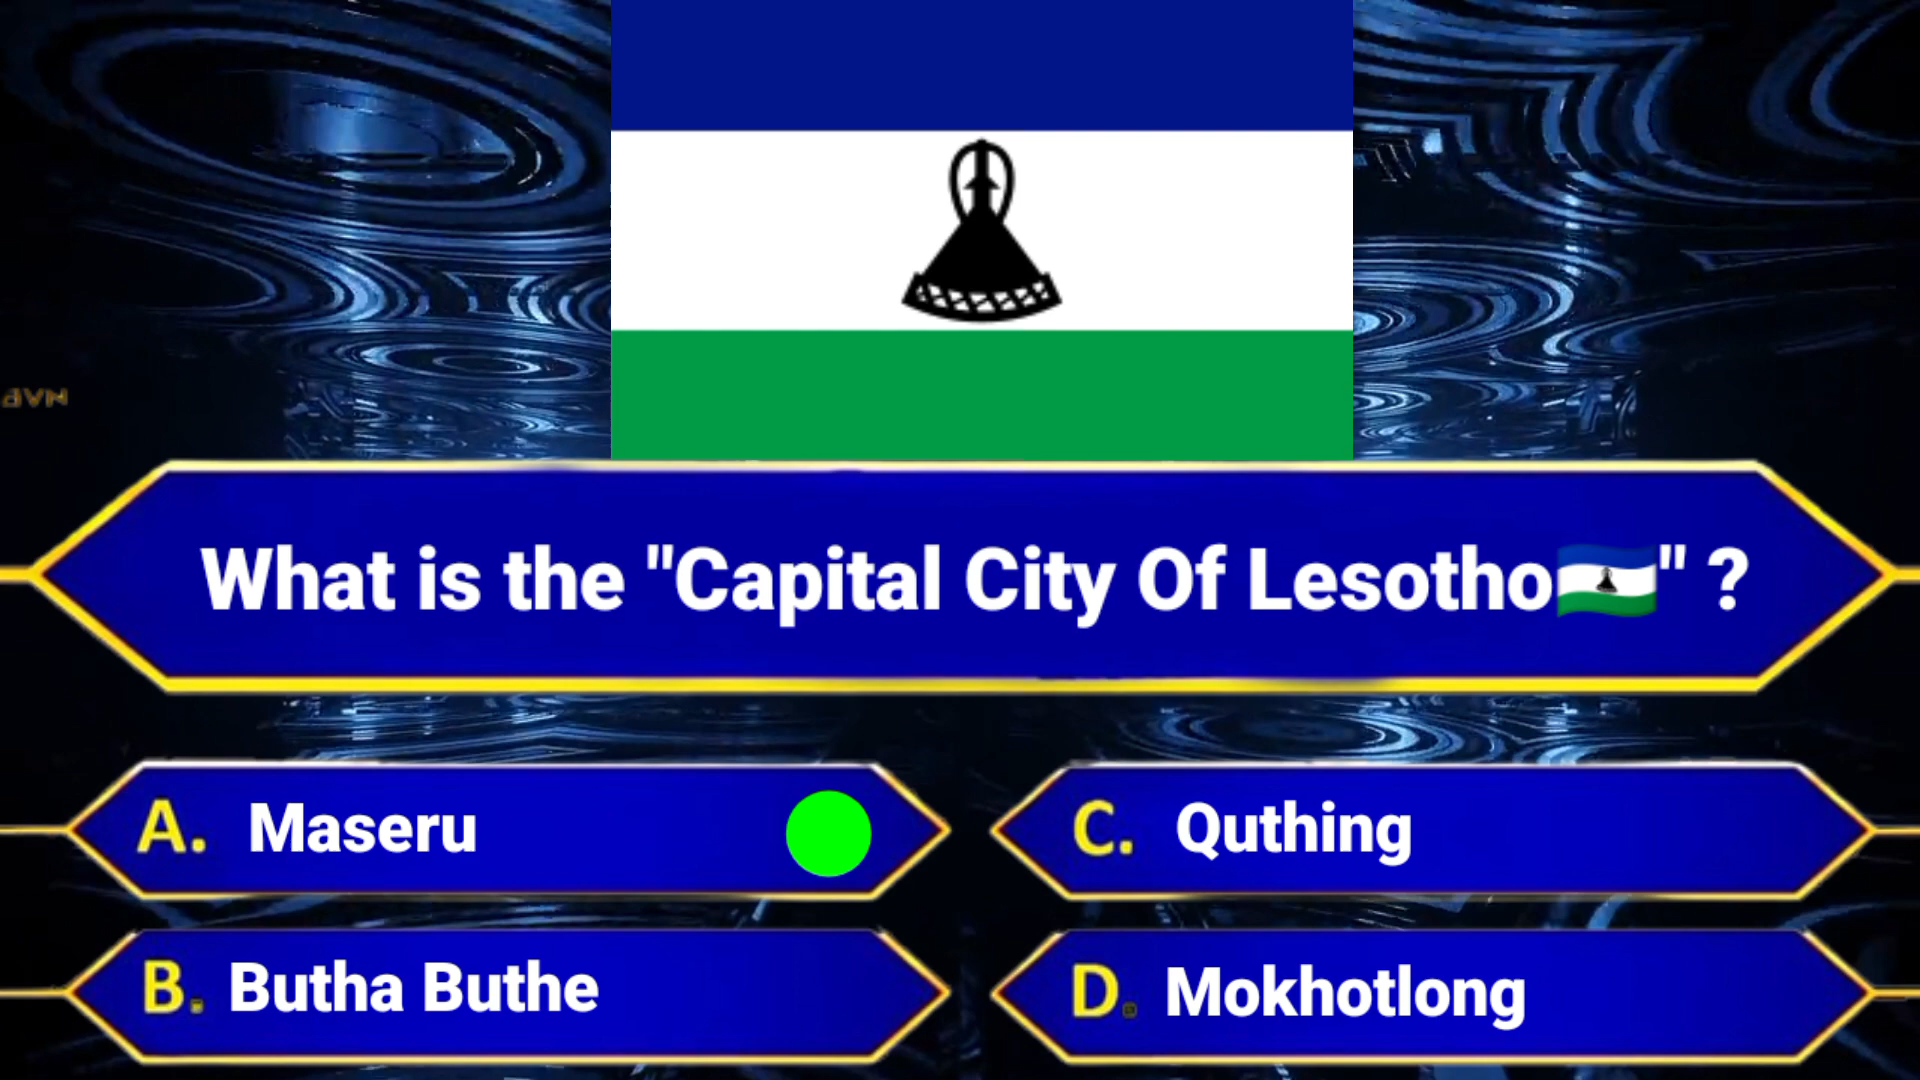 What is the "Capital City Of Lesotho🇱🇸" ?
A. Maseru
B. Butha Buthe
C. Quthing
D. Mokhotlong